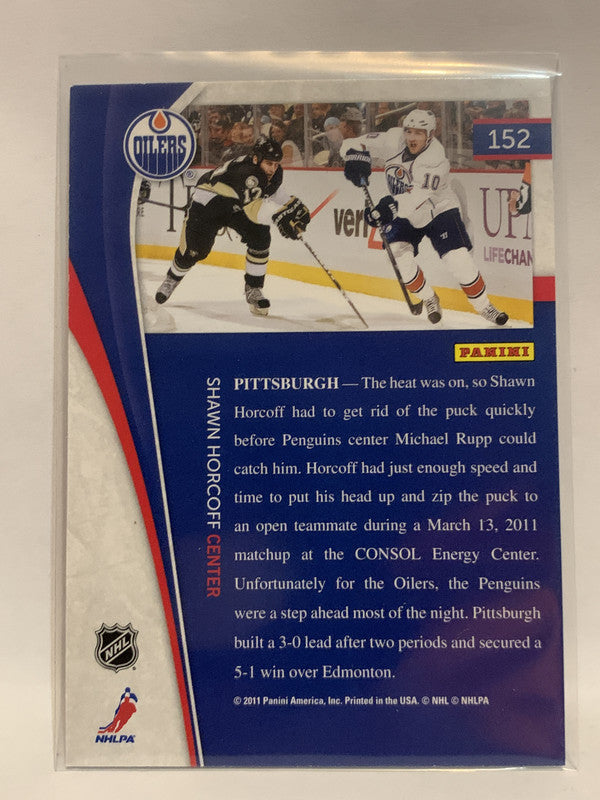 OILERS
152
10
veri
UPM
LiFECHAN
PANINI
SHAWN HORCOFF CENTER
PITTSBURGH — The heat was on, so Shawn
Horcoff had to get rid of the puck quickly
before Penguins center Michael Rupp could
catch him. Horcoff had just enough speed and
time to put his head up and zip the puck to
an open teammate during a March 13, 2011
matchup at the CONSOL Energy Center.
Unfortunately for the Oilers, the Penguins
were a step ahead most of the night. Pittsburgh
built a 3-0 lead after two periods and secured a
5-1 win over Edmonton.
NHL
NHLPA
© 2011 Panini America, Inc. Printed in the USA. © NHL © NHLPA